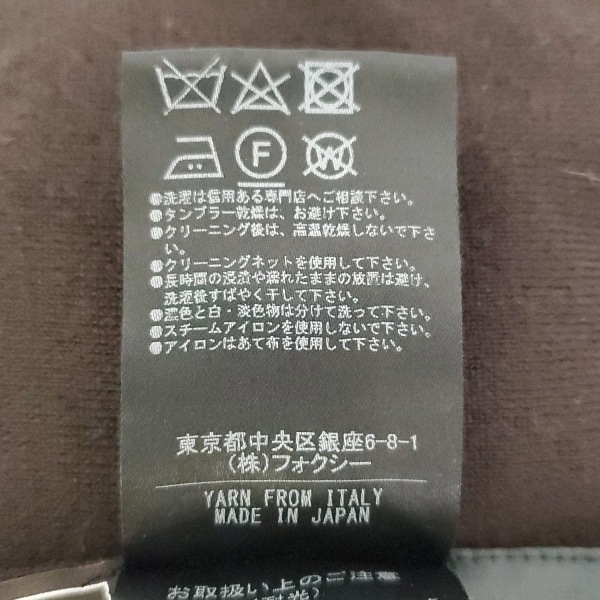 F W
●洗濯は信用ある専門店へご相談下さい。
●タンブラー乾燥は、お避け下さい。
●クリーニング後は、高温乾燥しないで下さ
い。
●クリーニングネットを使用して下さい。
●長時間の浸漬や濡れたままの放置は避け、
洗濯後すばやく干して下さい。
●濃色と白・淡色物は分けて洗って下さい。
●スチームアイロンを使用しないで下さい。
●アイロンはあて布を使用して下さい。
東京都中央区銀座6-8-1
(株)フォクシー
YARN FROM ITALY
MADE IN JAPAN
お取扱い上のご注意